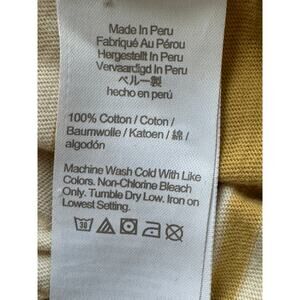 Made In Peru
Fabriqué Au Pérou
Hergestellt In Peru
Vervaardigd In Peru
ペルー製
hecho en perú
100% Cotton / Coton /
Baumwolle / Katoen / 綿 /
algodón
Machine Wash Cold With Like
Colors. Non-Chlorine Bleach
Only. Tumble Dry Low. Iron on
Lowest Setting.
30